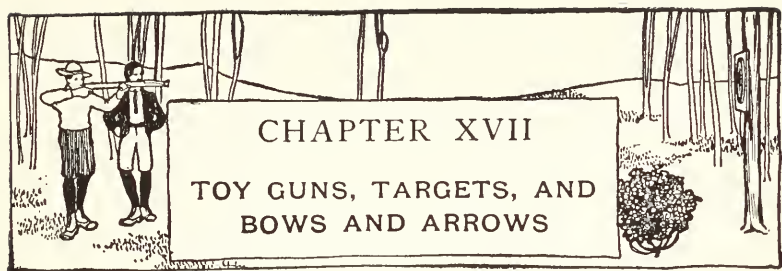 CHAPTER XVII
TOY GUNS, TARGETS, AND
BOWS AND ARROWS